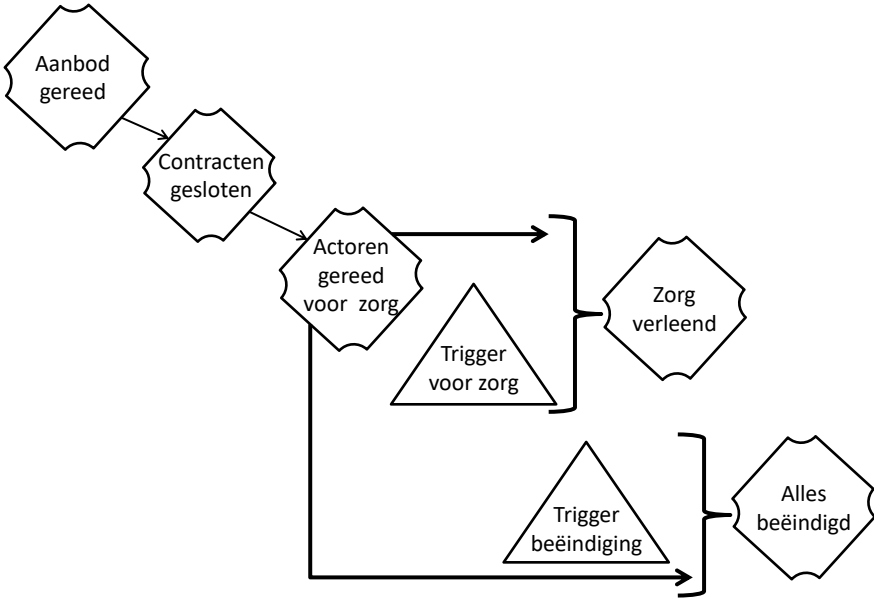 Aanbod
gereed
Contracten
gesloten
Actoren
gereed
voor zorg
Trigger
voor zorg
Zorg
verleend
Trigger
beëindiging
Alles
beëindigd